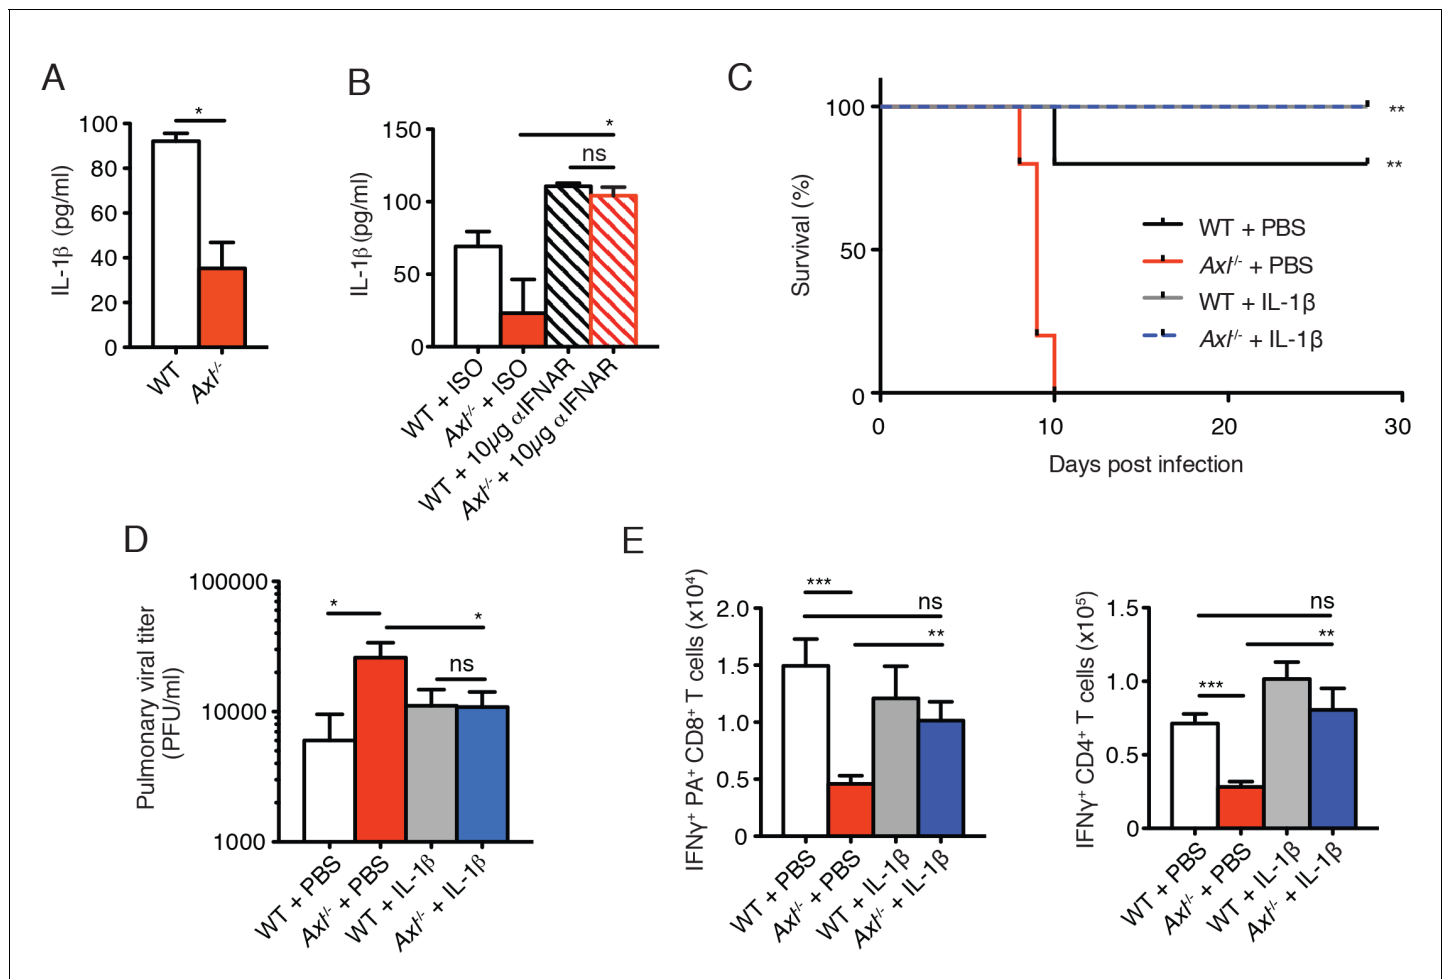 A
IL-1β (pg/ml)
100
80
60
40
20
0
*
WT
Axl-/-
B
IL-1β (pg/ml)
150
100
50
0
*
ns
WT + ISO
Axl-/- + ISO
WT + 10µg αIFNAR
Axl-/- + 10µg αIFNAR
C
Survival (%)
100
50
0
**
**
WT + PBS
Axl-/- + PBS
WT + IL-1β
Axl-/- + IL-1β
0
10
20
30
Days post infection
D
Pulmonary viral titer
(PFU/ml)
100000
10000
1000
*
*
ns
WT + PBS
Axl-/- + PBS
WT + IL-1β
Axl-/- + IL-1β
E
IFNγ+ PA+ CD8+ T cells (x10⁴)
2.0
1.5
1.0
0.5
0
***
ns
**
WT + PBS
Axl-/- + PBS
WT + IL-1β
Axl-/- + IL-1β
IFNγ+ CD4+ T cells (x10⁵)
1.5
1.0
0.5
0
ns
**
***
WT + PBS
Axl-/- + PBS
WT + IL-1β
Axl-/- + IL-1β